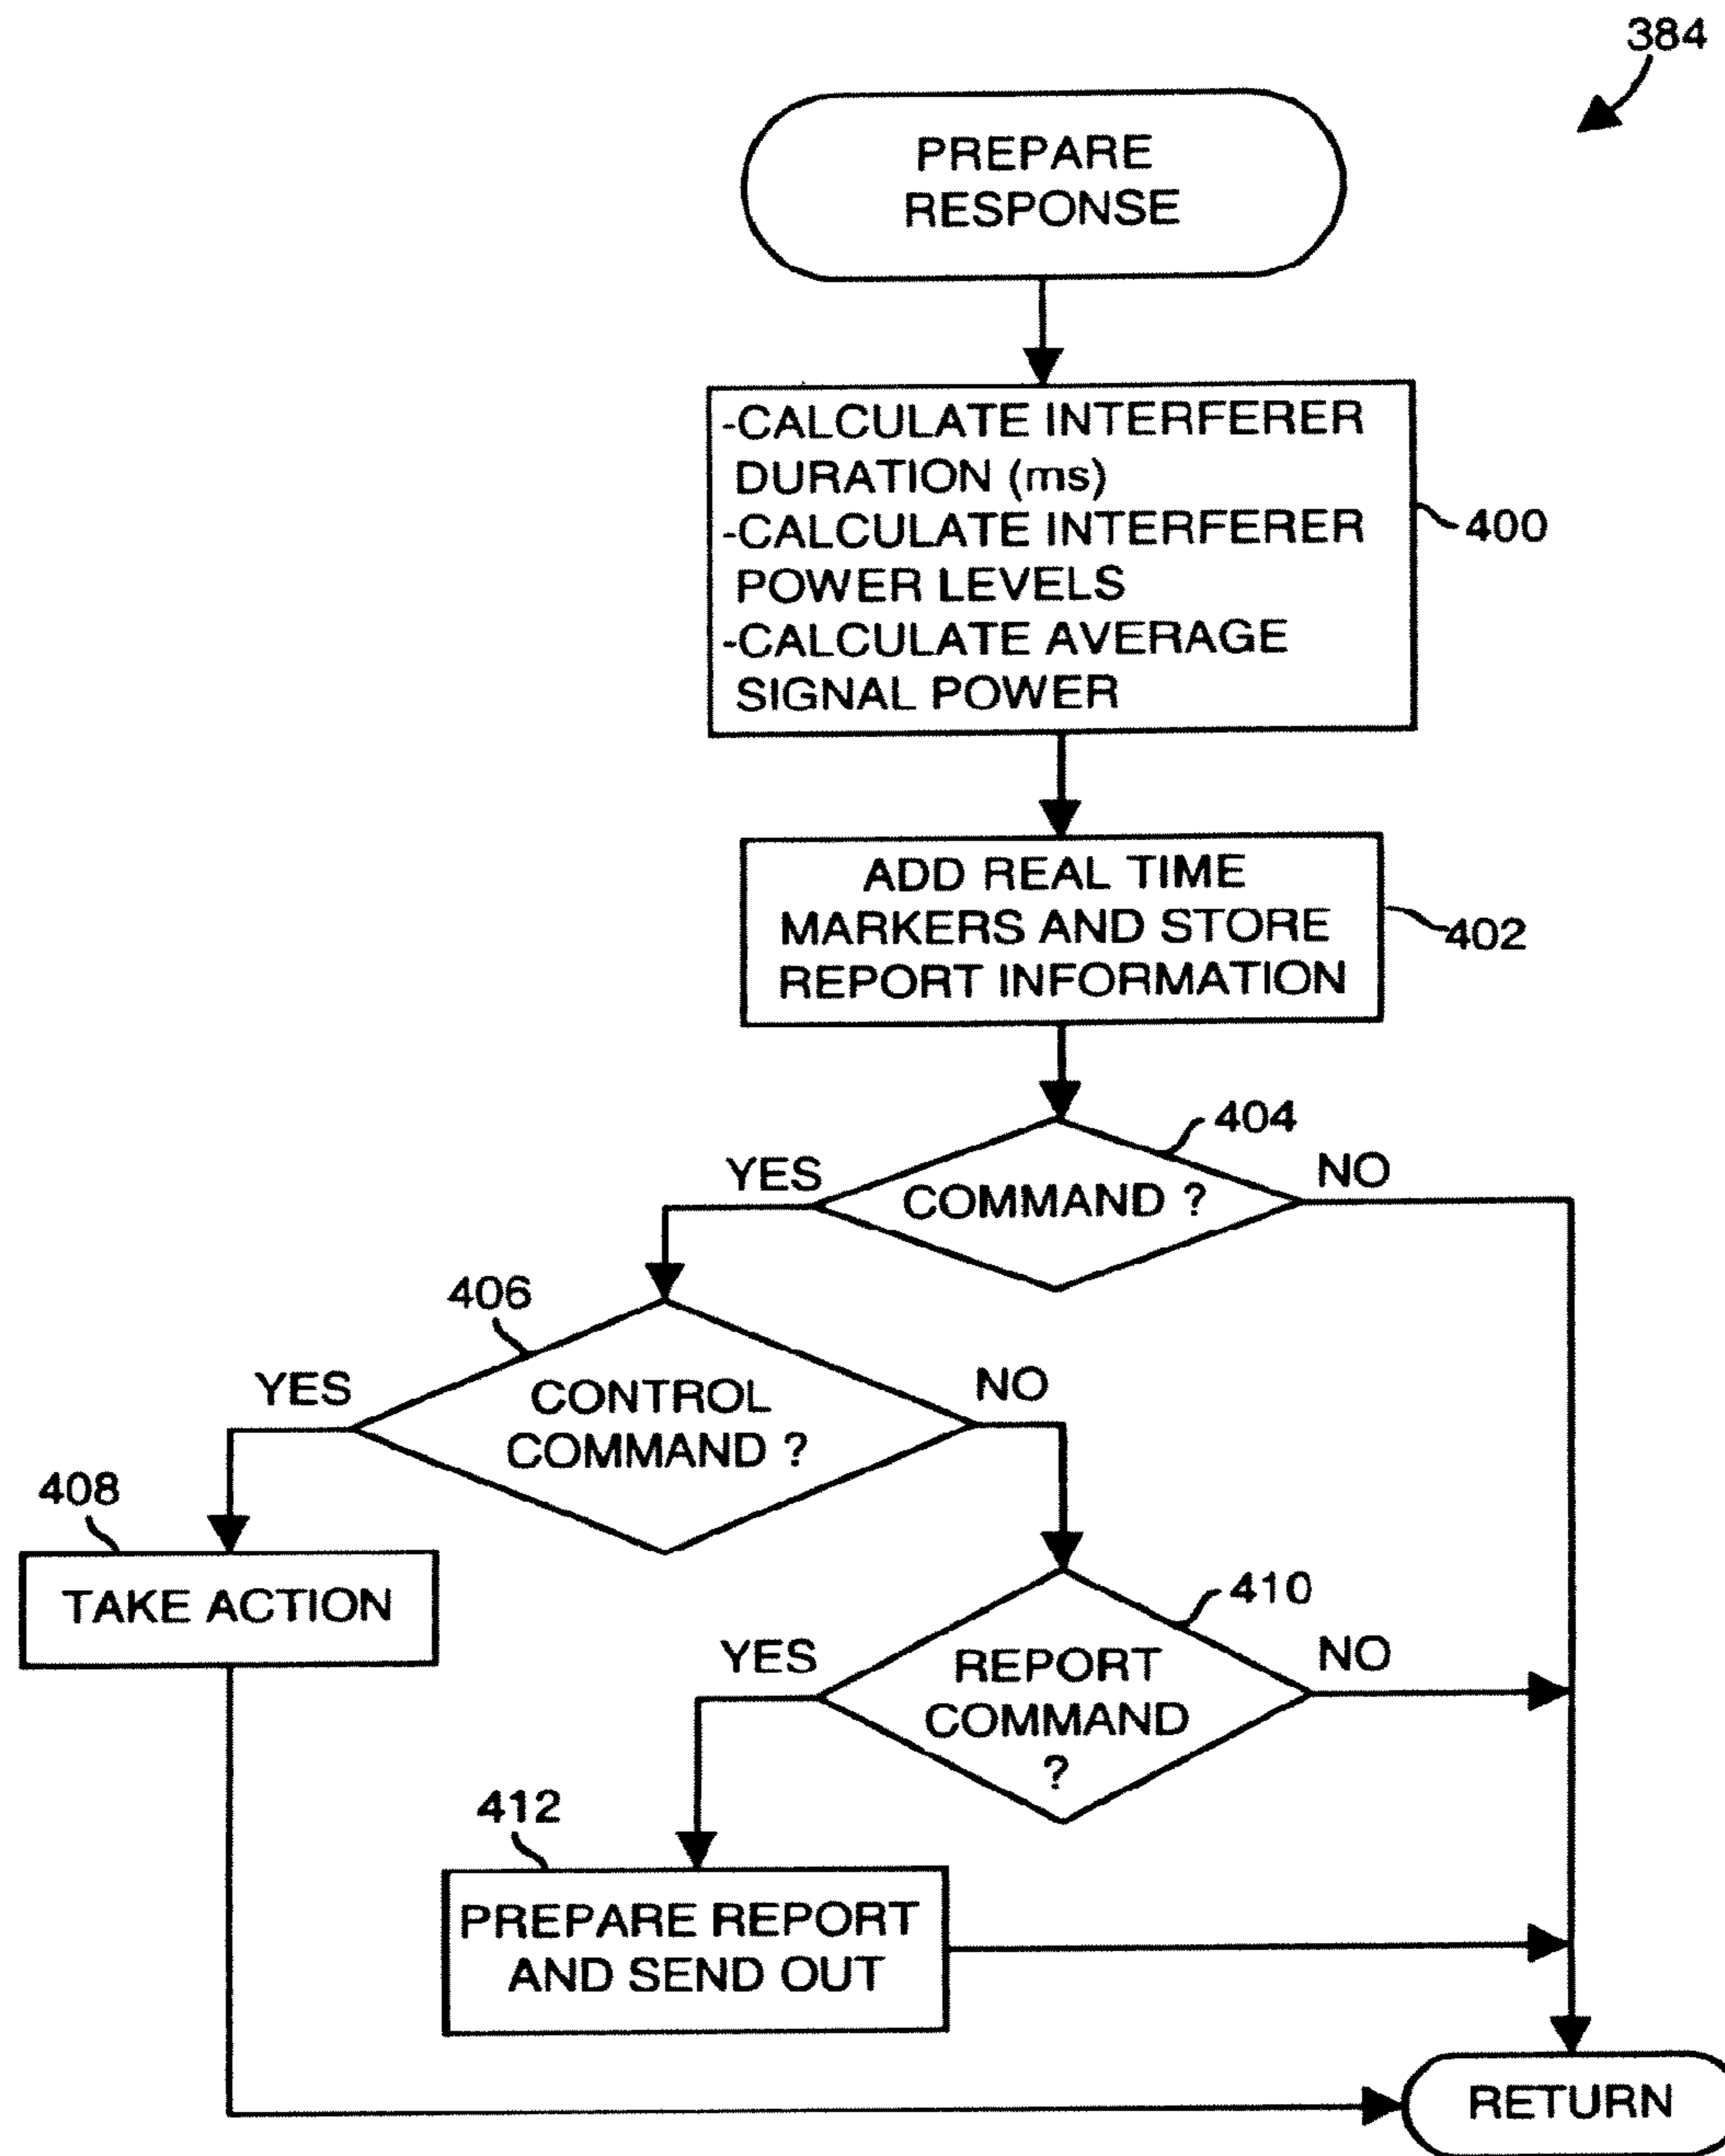 384
PREPARE
RESPONSE
-CALCULATE INTERFERER
DURATION (ms)
-CALCULATE INTERFERER
POWER LEVELS
-CALCULATE AVERAGE
SIGNAL POWER
400
ADD REAL TIME
MARKERS AND STORE
REPORT INFORMATION
402
404
YES
COMMAND ?
NO
406
YES
CONTROL
COMMAND ?
NO
408
TAKE ACTION
410
YES
REPORT
COMMAND
?
NO
412
PREPARE REPORT
AND SEND OUT
RETURN